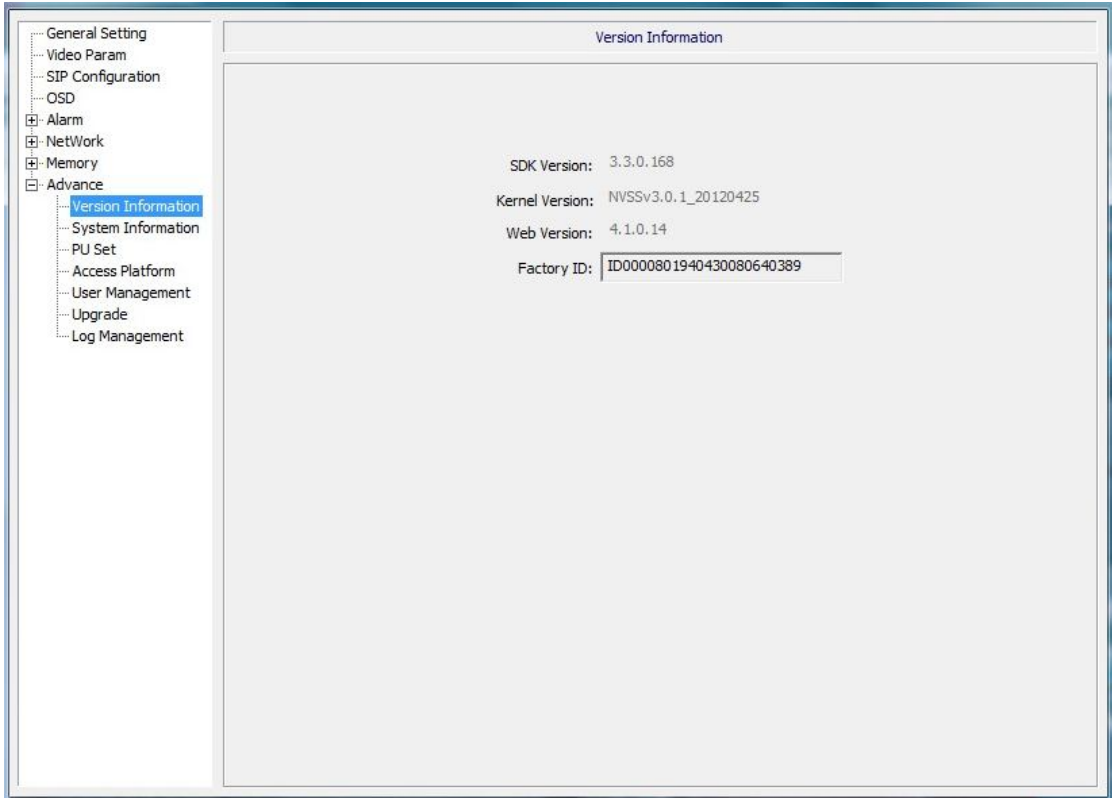 General Setting
Video Param
SIP Configuration
OSD
Alarm
NetWork
Memory
Advance
Version Information
System Information
PU Set
Access Platform
User Management
Upgrade
Log Management
Version Information
SDK Version: 3.3.0.168
Kernel Version: NVSSv3.0.1_20120425
Web Version: 4.1.0.14
Factory ID: ID0000801940430080640389